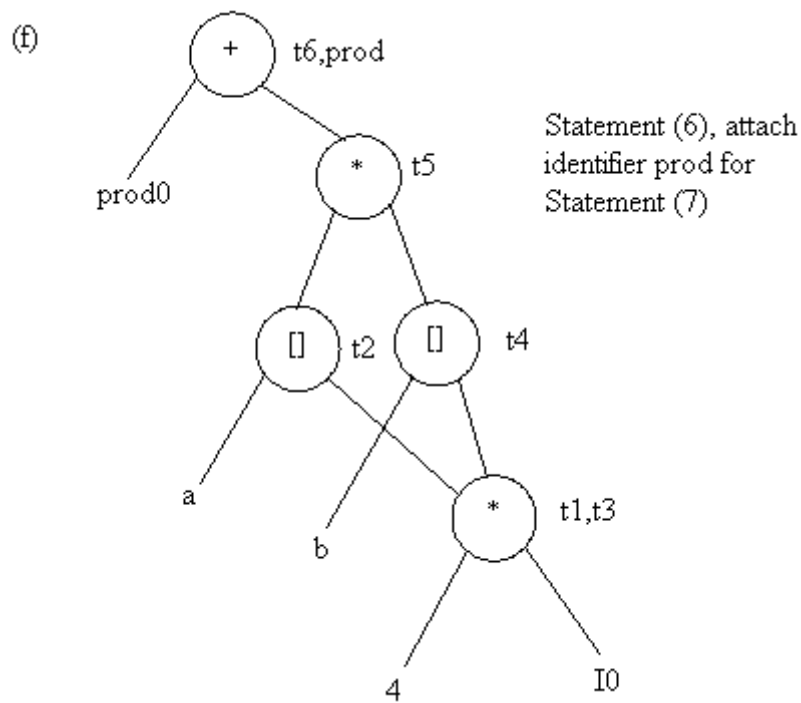 (f)
+
t6,prod
Statement (6), attach
identifier prod for
Statement (7)
*
t5
prod0
[]
t2
[]
t4
a
b
*
t1,t3
4
I0